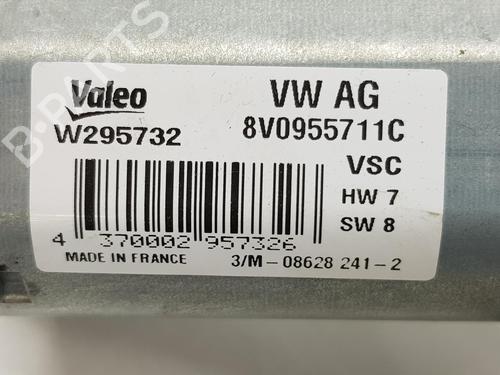 Valeo
VW AG
W295732
8V0955711C
VSC
HW 7
SW 8
4 370002 957326
MADE IN FRANCE
3/M-08628 241-2
B-PARTS